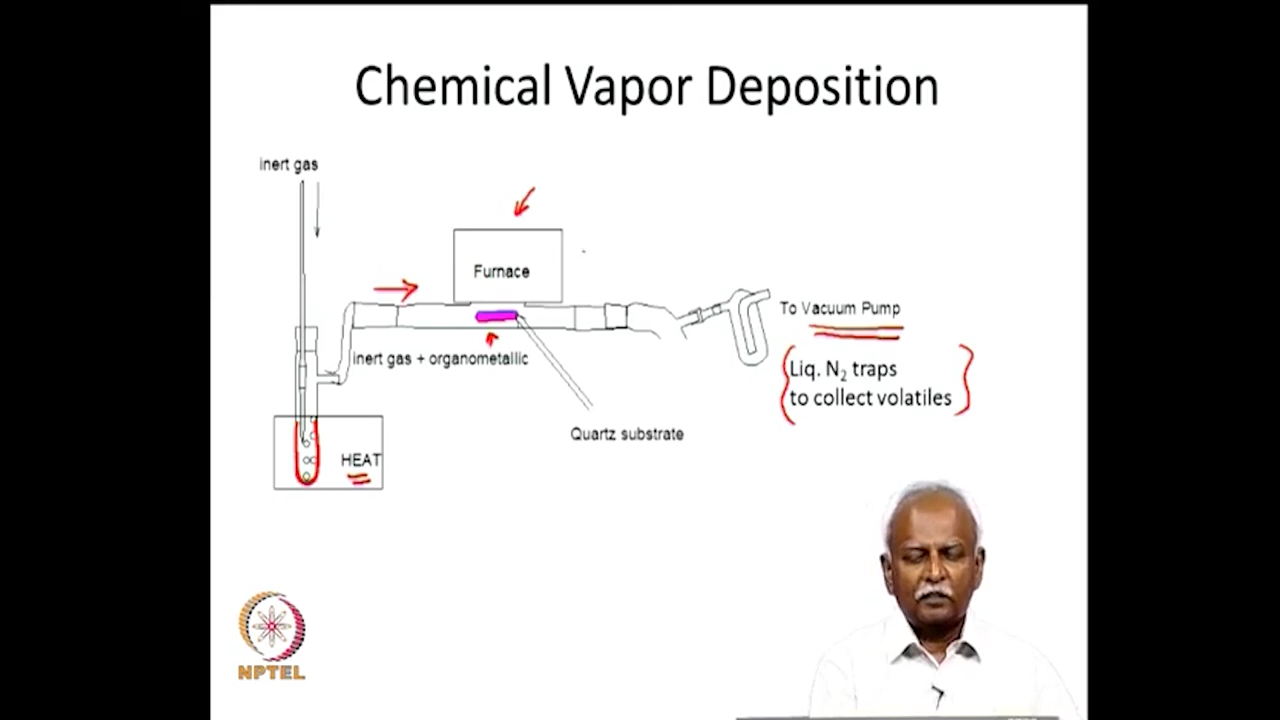 Chemical Vapor Deposition
inert gas
Furnace
To Vacuum Pump
inert gas + organometallic
Liq. N₂ traps
to collect volatiles
Quartz substrate
HEAT
NPTEL